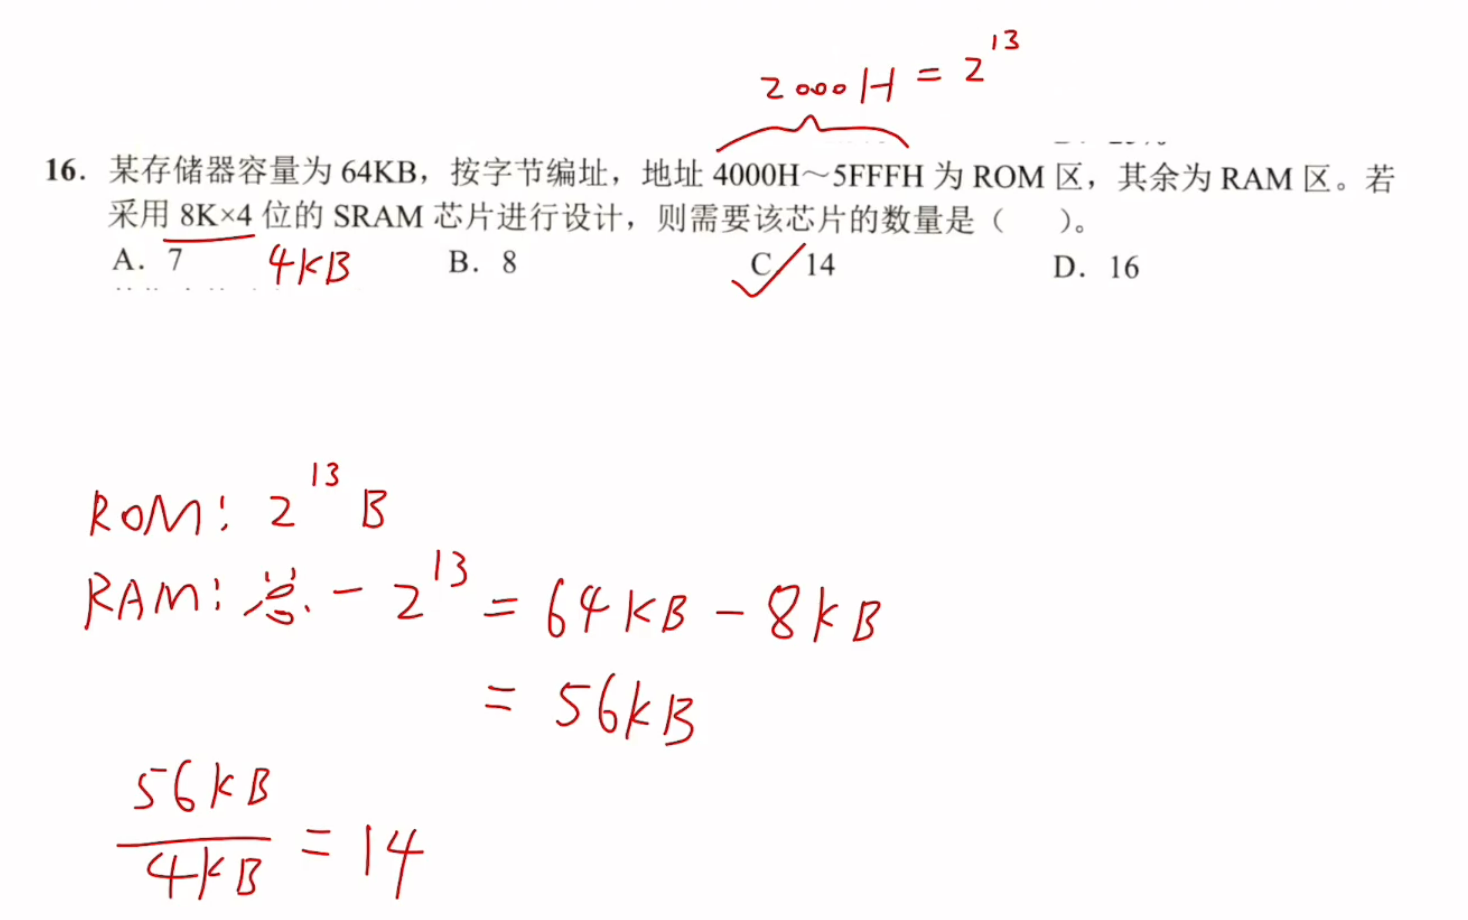 2000H = 2^13
16. 某存储器容量为 64KB，按字节编址，地址 4000H～5FFFH 为 ROM 区，其余为 RAM 区。若
采用 8K×4 位的 SRAM 芯片进行设计，则需要该芯片的数量是（　　）。
A. 7 4KB B. 8 C 14 D. 16
ROM: 2^13 B
RAM: 总 - 2^13 = 64KB - 8KB
= 56KB
56KB
4KB
= 14